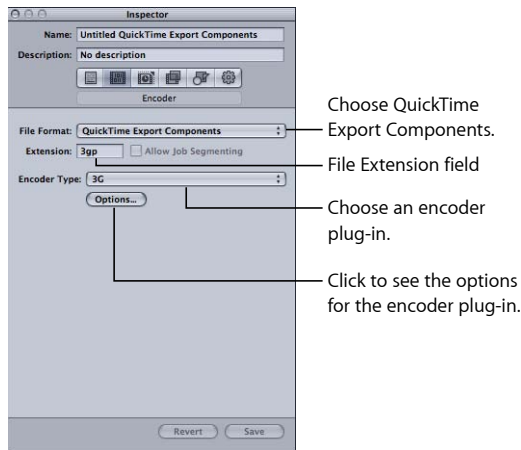 Inspector
Name: Untitled QuickTime Export Components
Description: No description
Encoder
File Format: QuickTime Export Components
Extension: 3gp Allow Job Segmenting
Encoder Type: 3G
Options...
Choose QuickTime
Export Components.
File Extension field
Choose an encoder
plug-in.
Click to see the options
for the encoder plug-in.
Revert Save